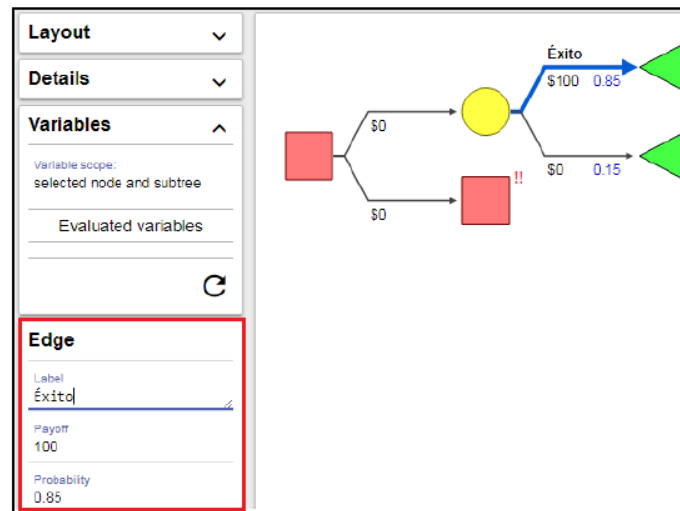 Layout
Details
Variables
Variable scope:
selected node and subtree
Evaluated variables
Edge
Label
Éxito
Payoff
100
Probability
0.85
Éxito
$100 0.85
$0
$0 0.15
!!
$0